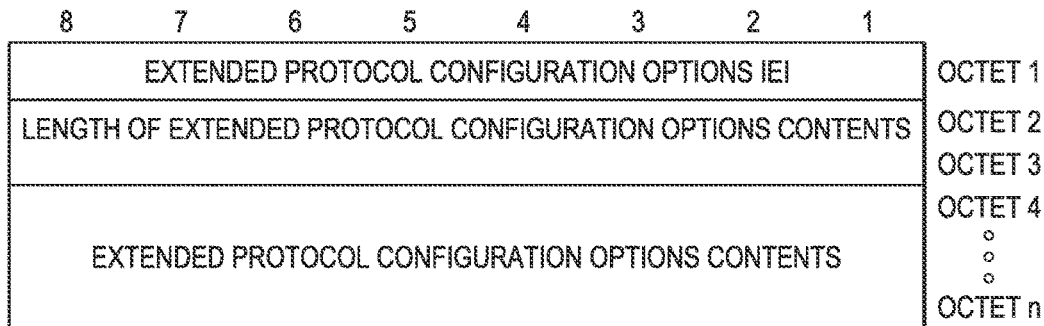 8 7 6 5 4 3 2 1
EXTENDED PROTOCOL CONFIGURATION OPTIONS IEI OCTET 1
LENGTH OF EXTENDED PROTOCOL CONFIGURATION OPTIONS CONTENTS OCTET 2
OCTET 3
OCTET 4
EXTENDED PROTOCOL CONFIGURATION OPTIONS CONTENTS
OCTET n